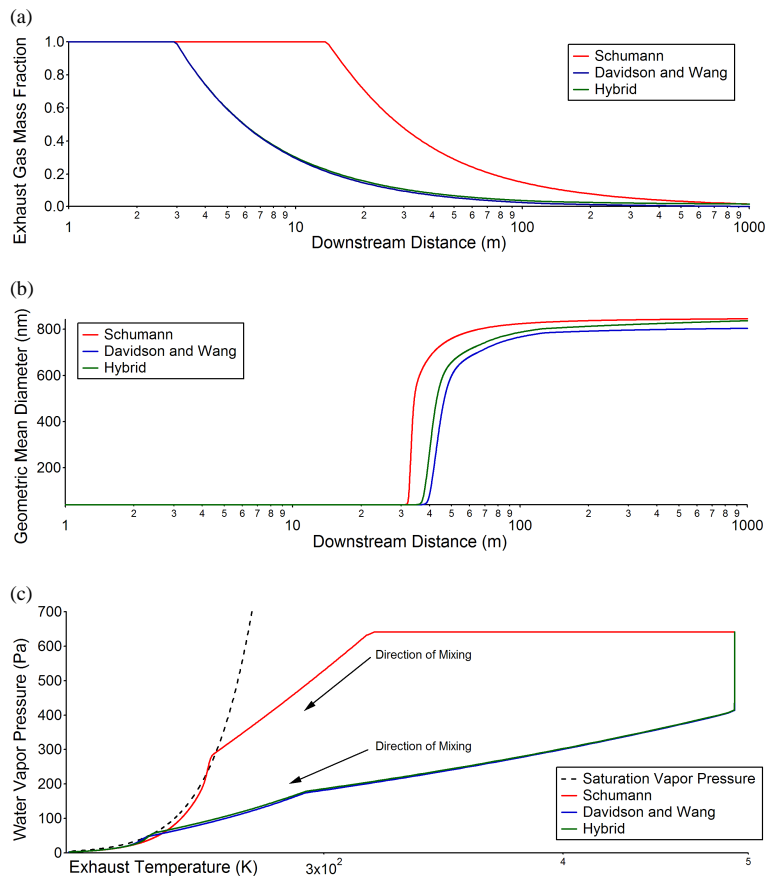 (a)
Exhaust Gas Mass Fraction
1.0
0.8
0.6
0.4
0.2
0.0
Schumann
Davidson and Wang
Hybrid
1 2 3 4 5 6 7 8 9 10 2 3 4 5 6 7 8 9 100 2 3 4 5 6 7 8 9 1000
Downstream Distance (m)
(b)
Geometric Mean Diameter (nm)
800
600
400
200
Schumann
Davidson and Wang
Hybrid
1 2 3 4 5 6 7 8 9 10 2 3 4 5 6 7 8 9 100 2 3 4 5 6 7 8 9 1000
Downstream Distance (m)
(c)
Water Vapor Pressure (Pa)
700
600
500
400
300
200
100
0
Direction of Mixing
Direction of Mixing
Saturation Vapor Pressure
Schumann
Davidson and Wang
Hybrid
Exhaust Temperature (K)
3x10² 4 5